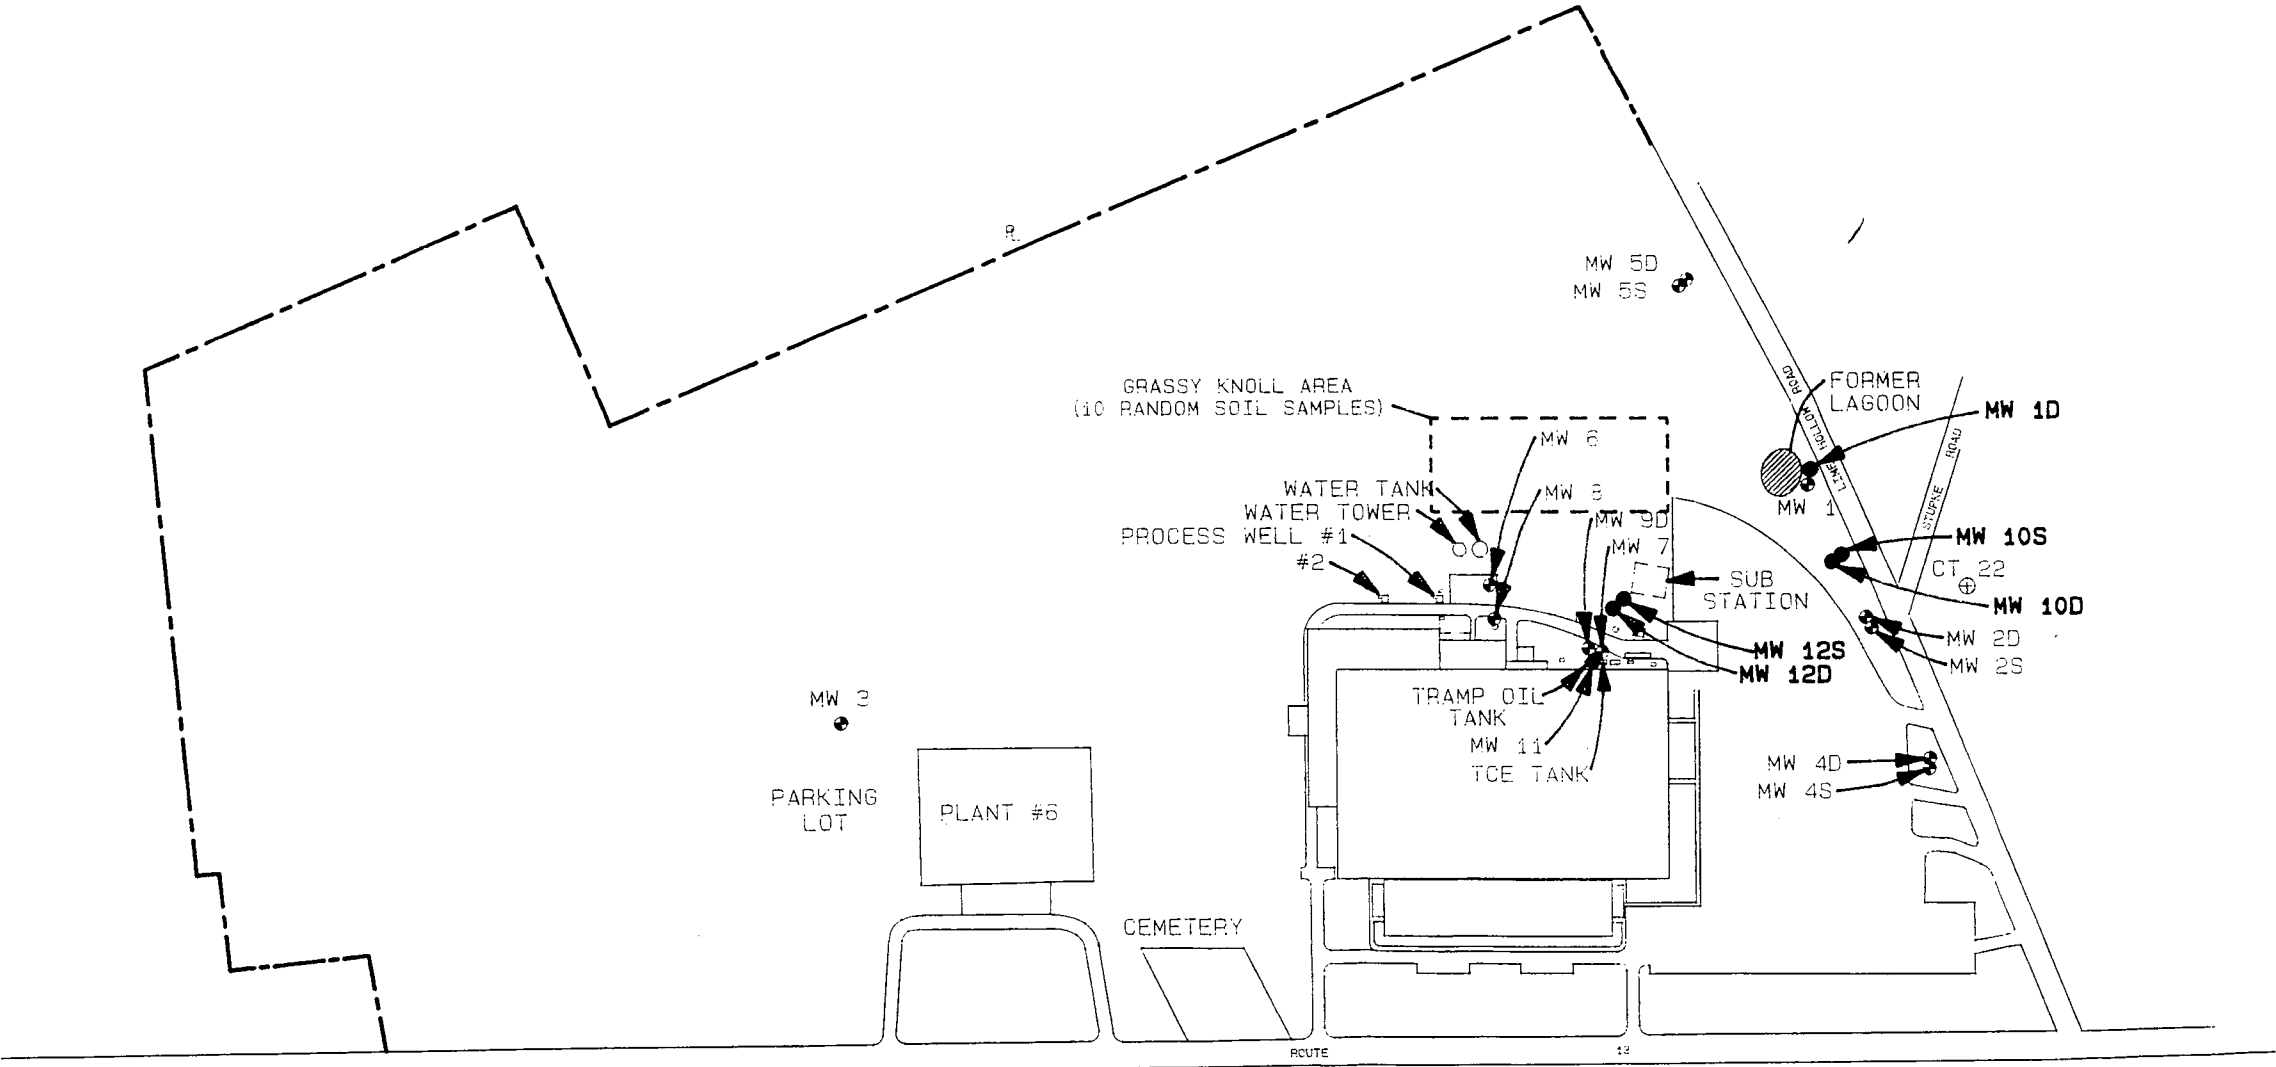 MW 5D
MW 5S
GRASSY KNOLL AREA
(10 RANDOM SOIL SAMPLES)
LIME HOLLOW ROAD
FORMER
LAGOON
MW 1D
MW 6
STUPKE ROAD
WATER TANK
MW 8
WATER TOWER
MW 9D
MW 1
PROCESS WELL #1
#2
MW 7
MW 10S
CT 22
SUB
STATION
MW 10D
MW 2D
MW 12S
MW 2S
MW 12D
TRAMP OIL
TANK
MW 3
MW 11
TCE TANK
MW 4D
MW 4S
PARKING
LOT
PLANT #6
CEMETERY
ROUTE 13